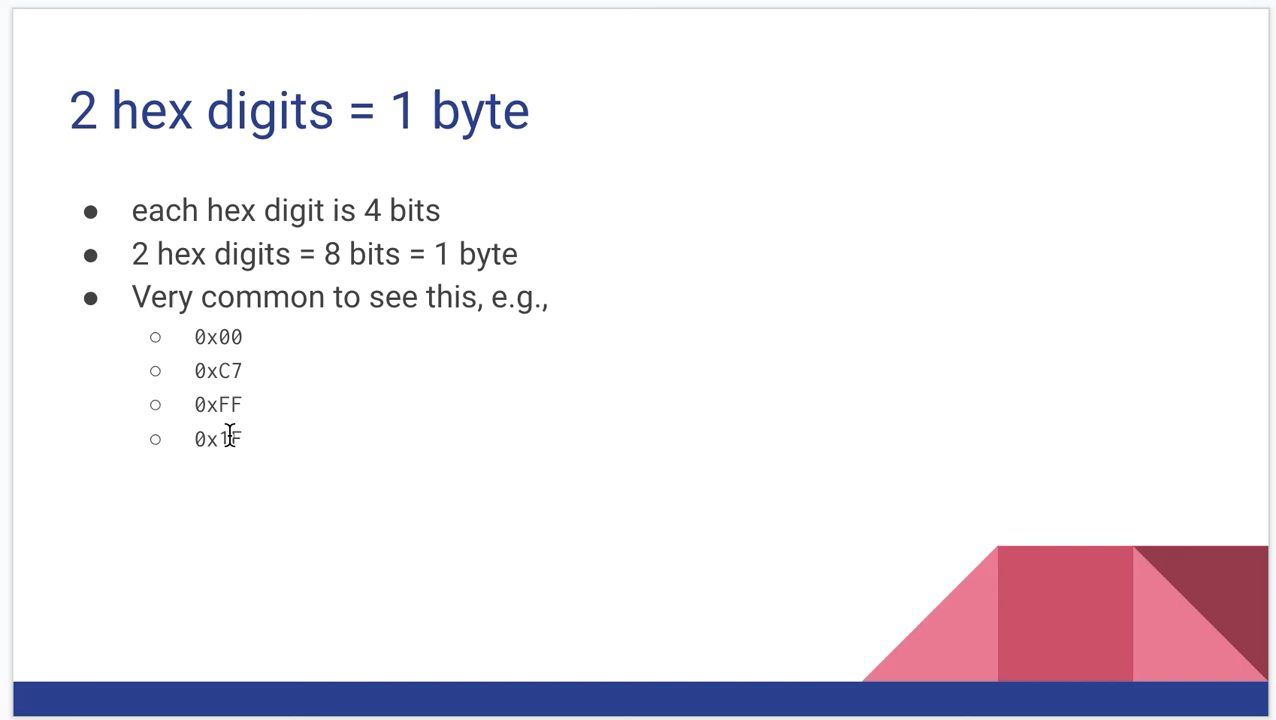 2 hex digits = 1 byte
● each hex digit is 4 bits
● 2 hex digits = 8 bits = 1 byte
● Very common to see this, e.g.,
○ 0x00
○ 0xC7
○ 0xFF
○ 0x1F